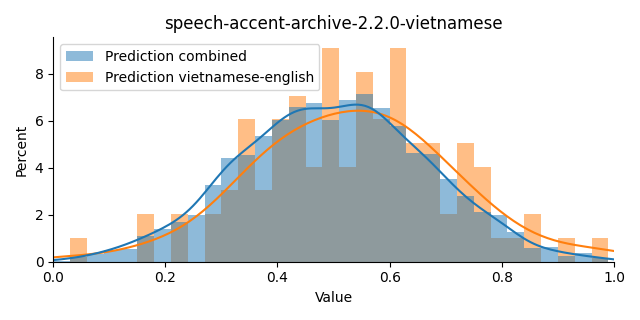 speech-accent-archive-2.2.0-vietnamese
Prediction combined
Prediction vietnamese-english
Percent
8
6
4
2
0
0.0 0.2 0.4 0.6 0.8 1.0
Value